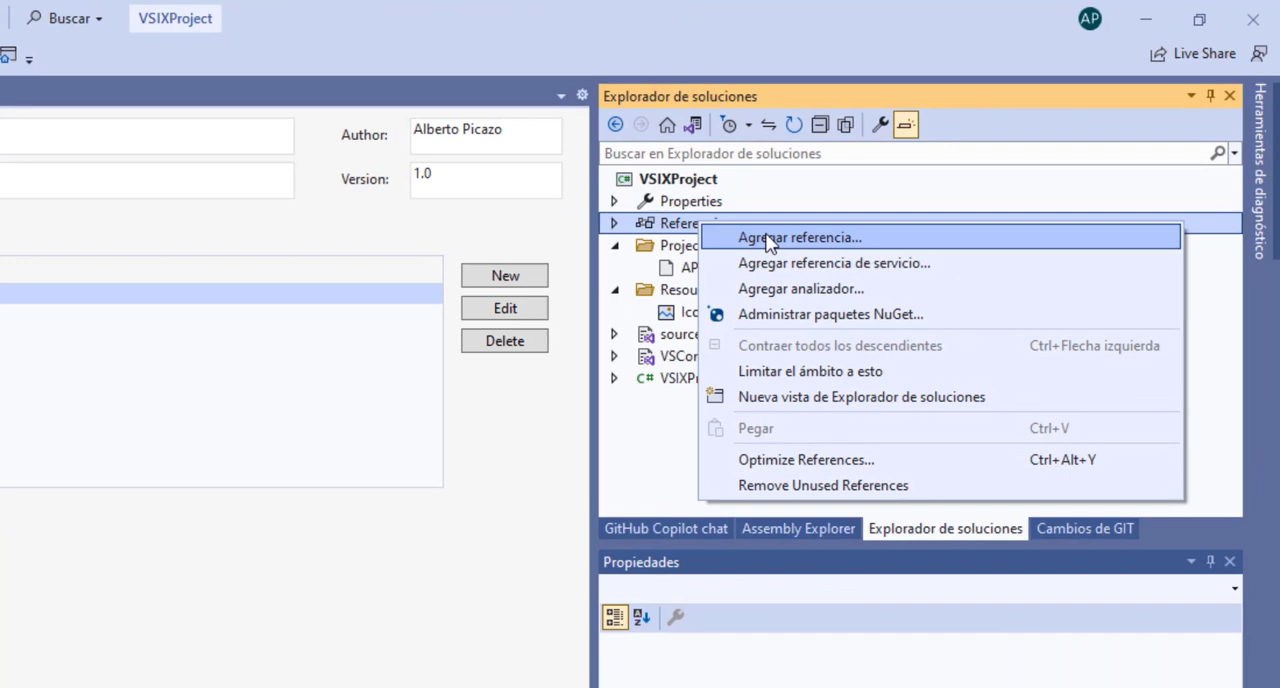 Buscar
VSIXProject
AP
Live Share
Explorador de soluciones
Author:
Alberto Picazo
Version:
1.0
New
Edit
Delete
Buscar en Explorador de soluciones
VSIXProject
Properties
Agregar referencia...
Agregar referencia de servicio...
Agregar analizador...
Administrar paquetes NuGet...
Contraer todos los descendientes Ctrl+Flecha izquierda
Limitar el ámbito a esto
Nueva vista de Explorador de soluciones
Pegar Ctrl+V
Optimize References... Ctrl+Alt+Y
Remove Unused References
GitHub Copilot chat
Assembly Explorer
Explorador de soluciones
Cambios de GIT
Propiedades
Herramientas de diagnóstico